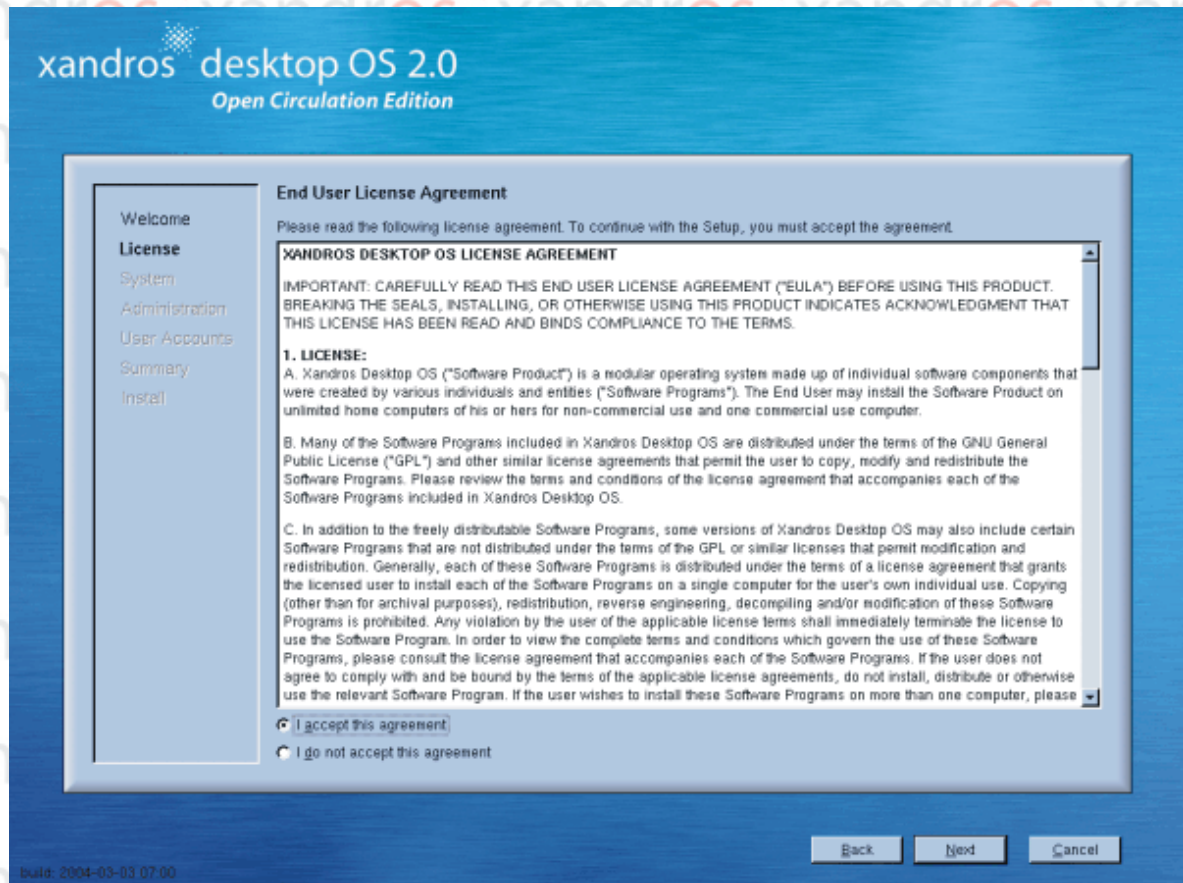 xandros desktop OS 2.0
Open Circulation Edition
Welcome
License
System
Administration
User Accounts
Summary
Install
End User License Agreement
Please read the following license agreement. To continue with the Setup, you must accept the agreement.
XANDROS DESKTOP OS LICENSE AGREEMENT
IMPORTANT: CAREFULLY READ THIS END USER LICENSE AGREEMENT ("EULA") BEFORE USING THIS PRODUCT.
BREAKING THE SEALS, INSTALLING, OR OTHERWISE USING THIS PRODUCT INDICATES ACKNOWLEDGMENT THAT
THIS LICENSE HAS BEEN READ AND BINDS COMPLIANCE TO THE TERMS.
1. LICENSE:
A. Xandros Desktop OS ("Software Product") is a modular operating system made up of individual software components that
were created by various individuals and entities ("Software Programs"). The End User may install the Software Product on
unlimited home computers of his or hers for non-commercial use and one commercial use computer.
B. Many of the Software Programs included in Xandros Desktop OS are distributed under the terms of the GNU General
Public License ("GPL") and other similar license agreements that permit the user to copy, modify and redistribute the
Software Programs. Please review the terms and conditions of the license agreement that accompanies each of the
Software Programs included in Xandros Desktop OS.
C. In addition to the freely distributable Software Programs, some versions of Xandros Desktop OS may also include certain
Software Programs that are not distributed under the terms of the GPL or similar licenses that permit modification and
redistribution. Generally, each of these Software Programs is distributed under the terms of a license agreement that grants
the licensed user to install each of the Software Programs on a single computer for the user's own individual use. Copying
(other than for archival purposes), redistribution, reverse engineering, decompiling and/or modification of these Software
Programs is prohibited. Any violation by the user of the applicable license terms shall immediately terminate the license to
use the Software Program. In order to view the complete terms and conditions which govern the use of these Software
Programs, please consult the license agreement that accompanies each of the Software Programs. If the user does not
agree to comply with and be bound by the terms of the applicable license agreements, do not install, distribute or otherwise
use the relevant Software Program. If the user wishes to install these Software Programs on more than one computer, please
I accept this agreement
I do not accept this agreement
Back
Next
Cancel
build: 2004-03-03 07:00